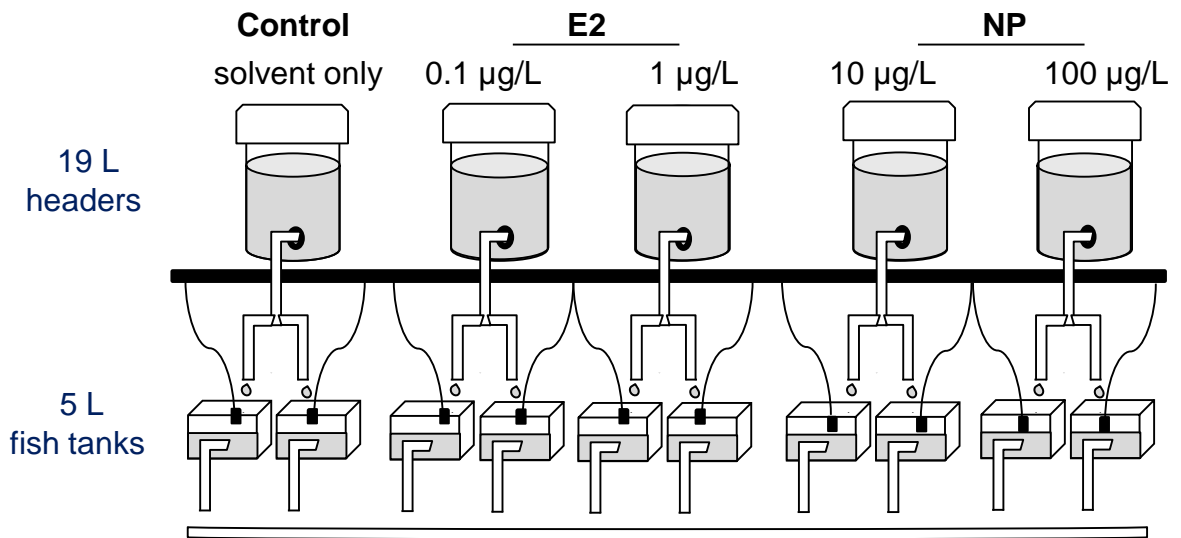 Control E2 NP
solvent only 0.1 µg/L 1 µg/L 10 µg/L 100 µg/L
19 L
headers
5 L
fish tanks